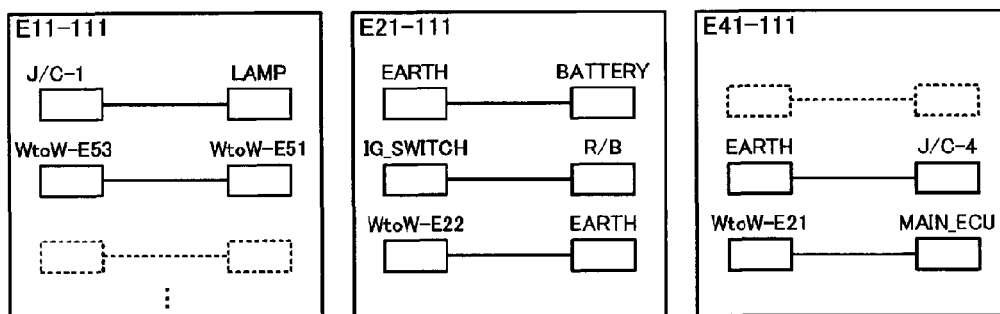 E11-111
J/C-1 LAMP
WtoW-E53 WtoW-E51
⋮
E21-111
EARTH BATTERY
IG_SWITCH R/B
WtoW-E22 EARTH
E41-111
EARTH J/C-4
WtoW-E21 MAIN_ECU